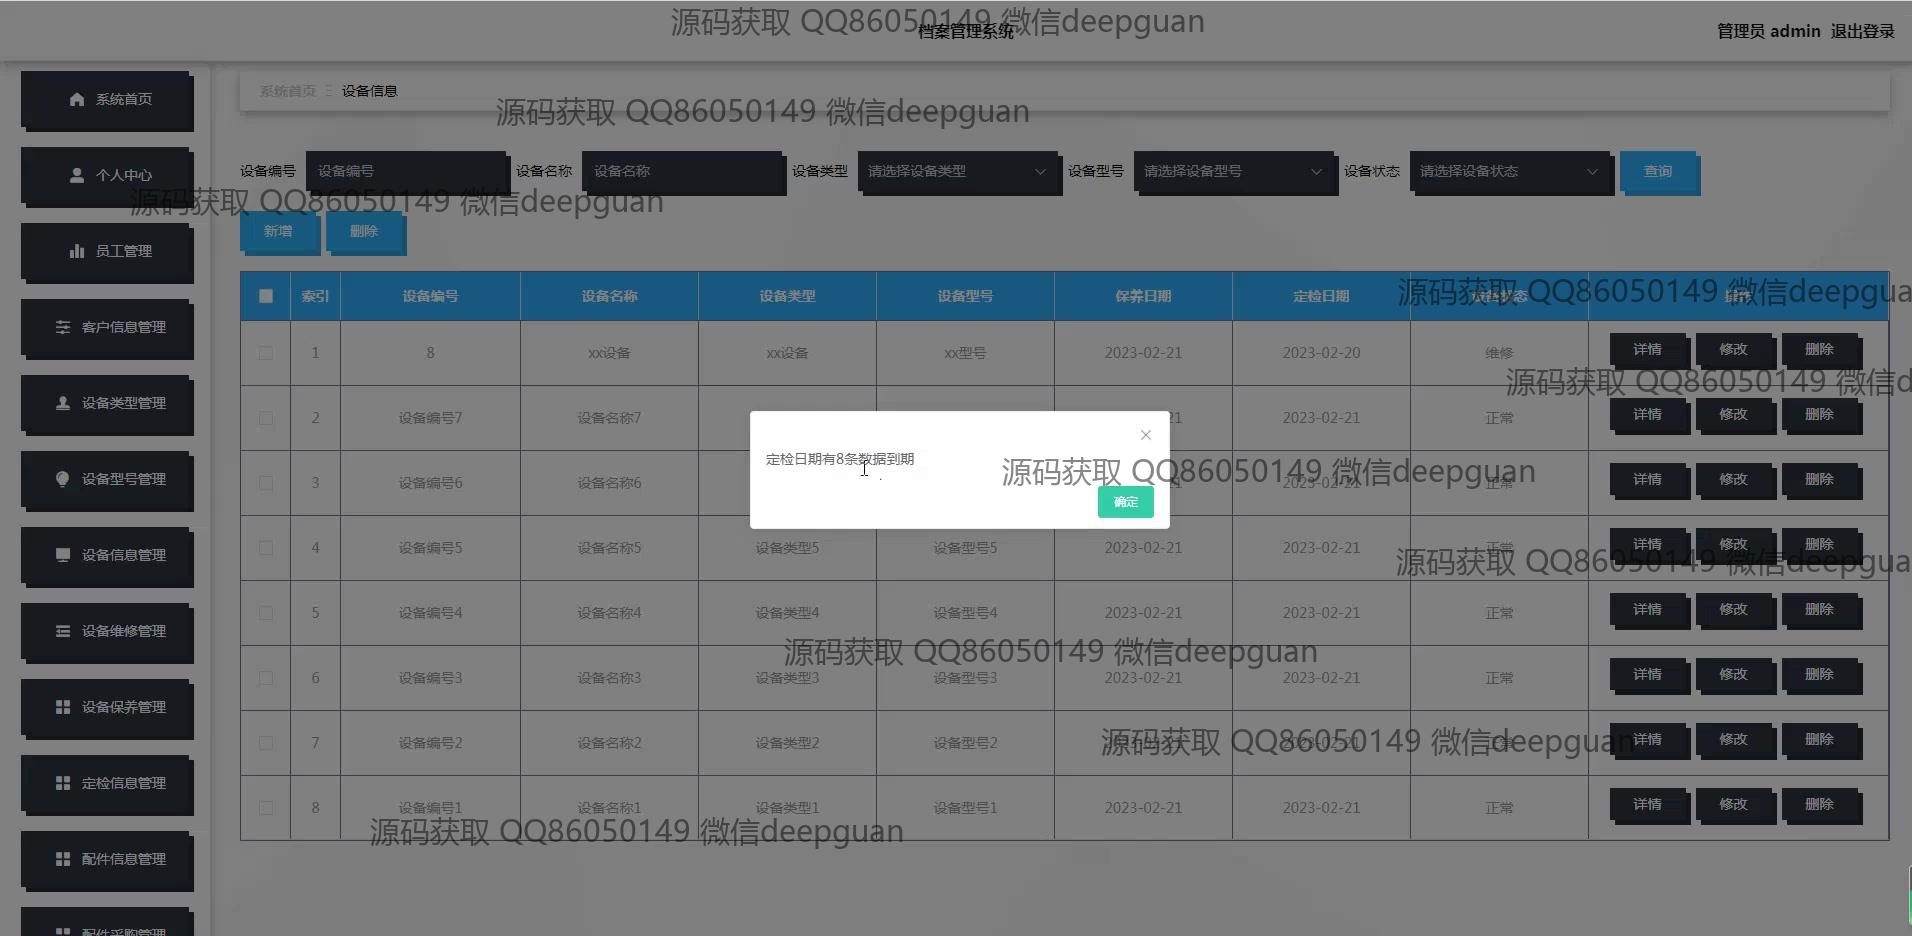 源码获取 QQ86050149 微信deepguan
档案管理系统
管理员 admin 退出登录
系统首页
个人中心
员工管理
客户信息管理
设备类型管理
设备型号管理
设备信息管理
设备维修管理
设备保养管理
定检信息管理
配件信息管理
配件采购管理
系统首页 设备信息
源码获取 QQ86050149 微信deepguan
设备编号 设备编号 设备名称 设备名称 设备类型 请选择设备类型 设备型号 请选择设备型号 设备状态 请选择设备状态 查询
源码获取 QQ86050149 微信deepguan
新增 删除
索引 设备编号 设备名称 设备类型 设备型号 保养日期 定检日期 设备状态 操作
源码获取 QQ86050149 微信deepgua
1 8 xx设备 xx设备 xx型号 2023-02-21 2023-02-20 维修 详情 修改 删除
源码获取 QQ86050149 微信d
2 设备编号7 设备名称7 21 2023-02-21 正常 详情 修改 删除
定检日期有8条数据到期
确定
源码获取 QQ86050149 微信deepguan
3 设备编号6 设备名称6 21 2023-02-21 正常 详情 修改 删除
4 设备编号5 设备名称5 设备类型5 设备型号5 2023-02-21 2023-02-21 正常 详情 修改 删除
源码获取 QQ86050149 微信deepgua
5 设备编号4 设备名称4 设备类型4 设备型号4 2023-02-21 2023-02-21 正常 详情 修改 删除
源码获取 QQ86050149 微信deepguan
6 设备编号3 设备名称3 设备类型3 设备型号3 2023-02-21 2023-02-21 正常 详情 修改 删除
7 设备编号2 设备名称2 设备类型2 设备型号2 2023-02-21 2023-02-21 正常 详情 修改 删除
源码获取 QQ86050149 微信deepguan
8 设备编号1 设备名称1 设备类型1 设备型号1 2023-02-21 2023-02-21 正常 详情 修改 删除
源码获取 QQ86050149 微信deepguan